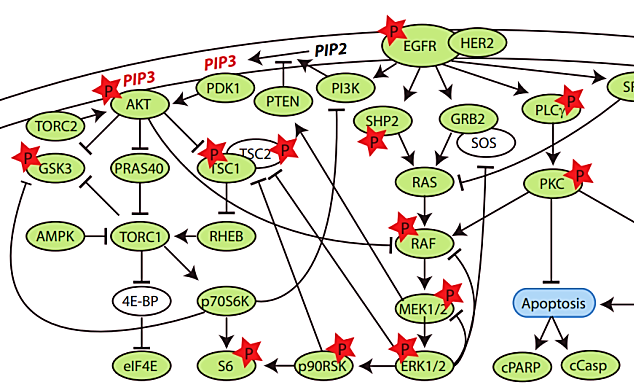 PIP3
PIP3
PIP2
P
EGFR
HER2
P
AKT
PDK1
PTEN
PI3K
PLCγ
P
TORC2
SHP2
P
GRB2
SOS
P
GSK3
PRAS40
P
TSC1
TSC2
P
RAS
PKC
P
AMPK
TORC1
RHEB
P
RAF
4E-BP
p70S6K
MEK1/2
P
Apoptosis
eIF4E
S6
P
p90RSK
P
ERK1/2
P
cPARP
cCasp